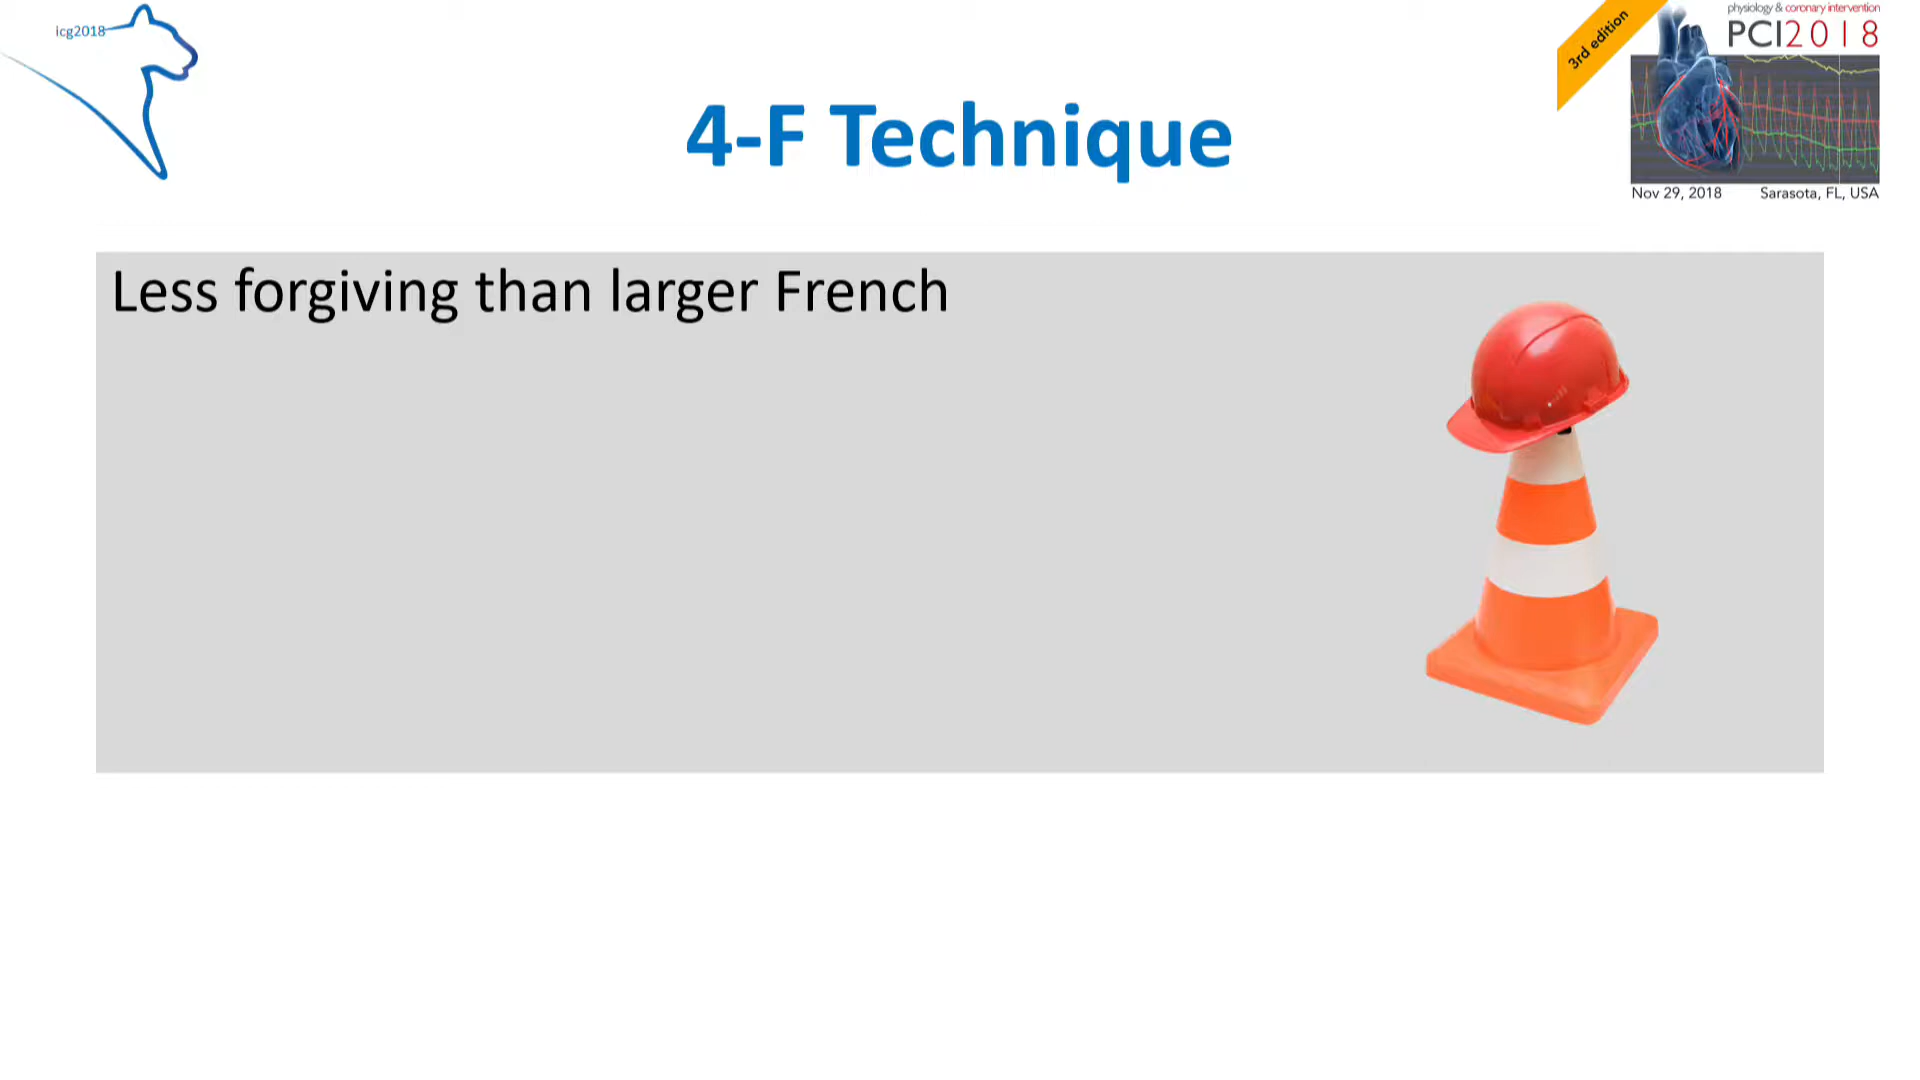 icg2018
3rd edition
physiology & coronary intervention
PCI2018
Nov 29, 2018 Sarasota, FL, USA
4-F Technique
Less forgiving than larger French